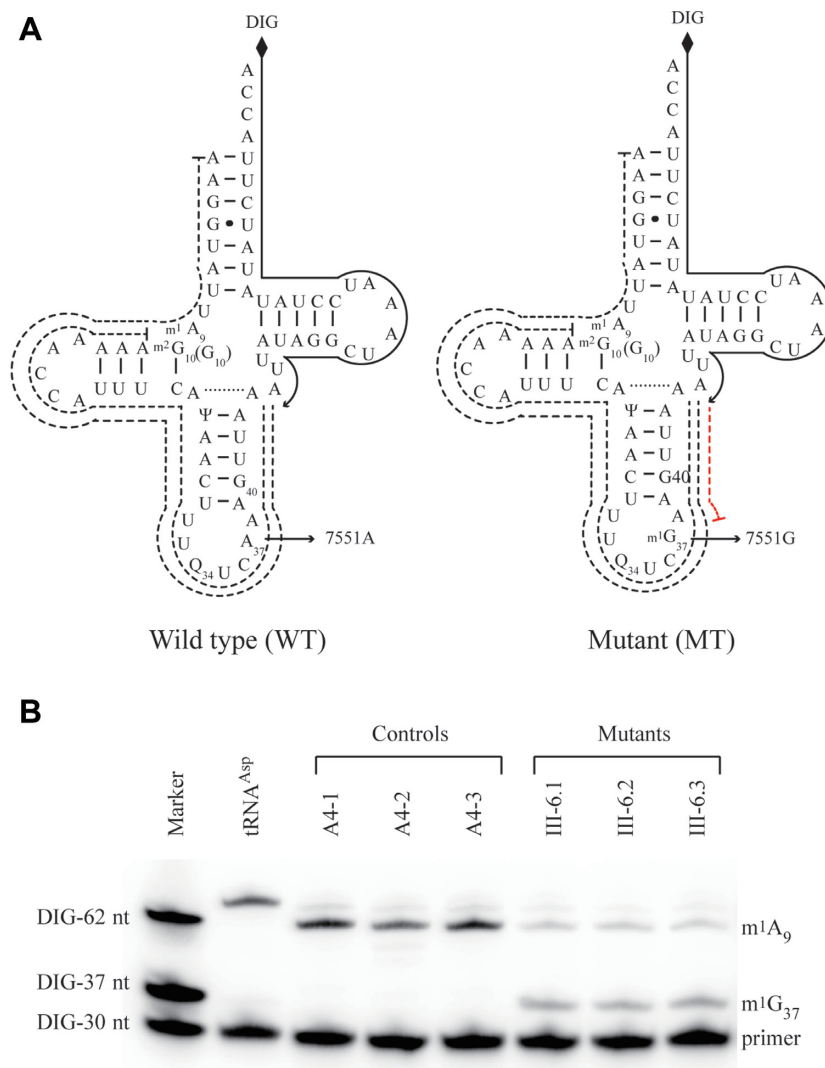 A
DIG
A
C
C
A
A U
A U
G C
G • U
U A
A U
U A
U
U A U C C
U A
A
A
A
U
C
U A G G
U
U
A
m1 A9
m2G10(G10)
A A A
U U U
A
A
C
C
A
C A A
Ψ A
A U
A U
C G40
U A
U A
U A37
Q34 U C
7551A
Wild type (WT)
DIG
A
C
C
A
A U
A U
G C
G • U
U A
A U
U A
U
U A U C C
U A
A
A
A
U
C
U A G G
U
U
A
m1 A9
m2G10(G10)
A A A
U U U
A
A
C
C
A
C A A
Ψ A
A U
A U
C G40
U A
U A
U m1G37
Q34 U C
7551G
Mutant (MT)
B
Controls Mutants
Marker tRNAAsp A4-1 A4-2 A4-3 III-6.1 III-6.2 III-6.3
DIG-62 nt m1A9
DIG-37 nt m1G37
DIG-30 nt primer